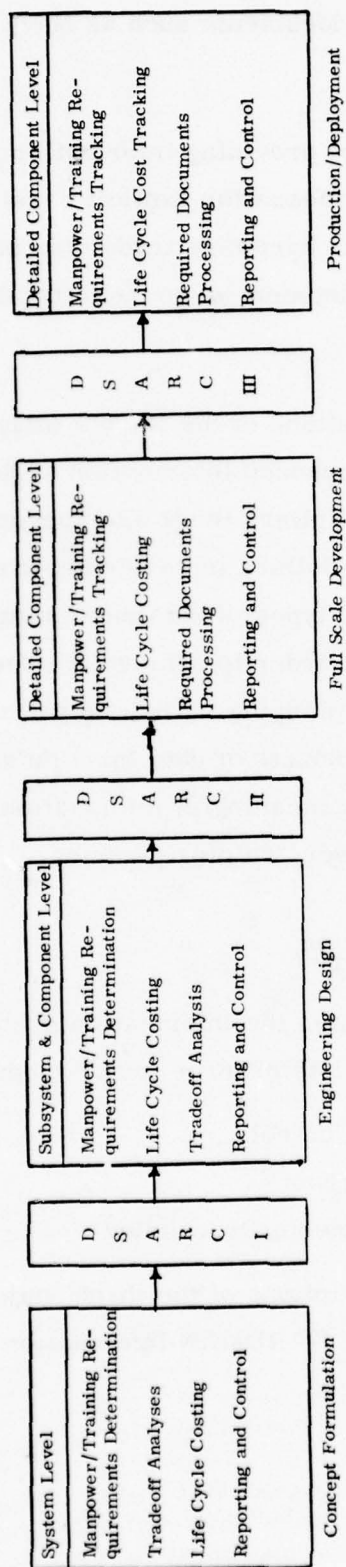 System Level
Manpower/Training Re-
quirements Determination
Tradeoff Analyses
Life Cycle Costing
Reporting and Control
Concept Formulation
D
S
A
R
C
I
Subsystem & Component Level
Manpower/Training Re-
quirements Determination
Life Cycle Costing
Tradeoff Analysis
Reporting and Control
Engineering Design
D
S
A
R
C
II
Detailed Component Level
Manpower/Training Re-
quirements Tracking
Life Cycle Costing
Required Documents
Processing
Reporting and Control
Full Scale Development
D
S
A
R
C
III
Detailed Component Level
Manpower/Training Re-
quirements Tracking
Life Cycle Cost Tracking
Required Documents
Processing
Reporting and Control
Production/Deployment